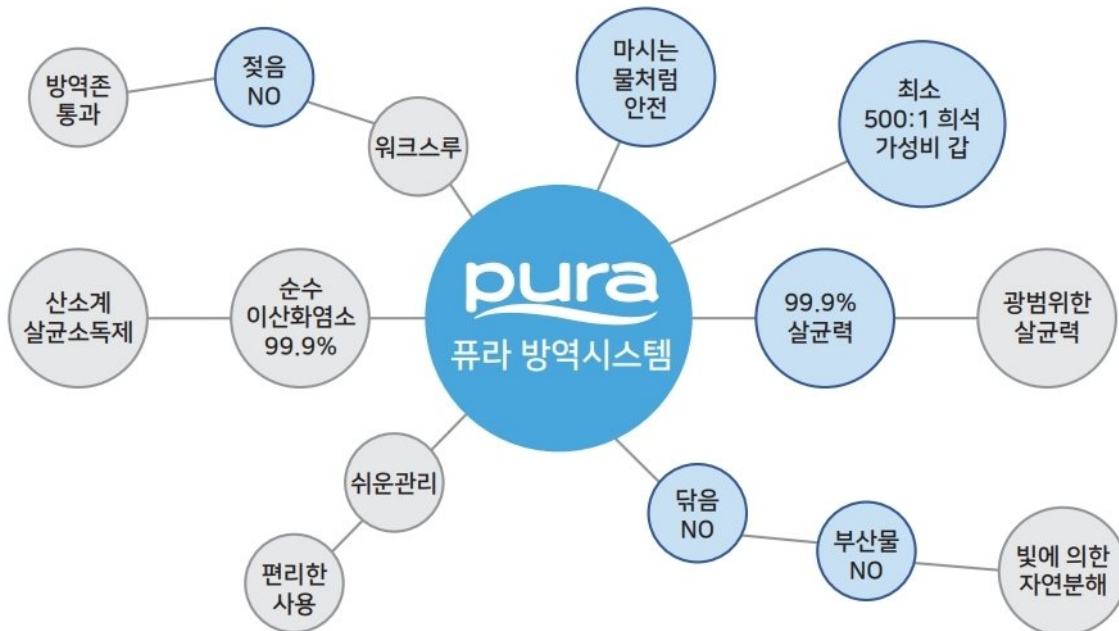 방역존
통과
젖음
NO
워크스루
마시는
물처럼
안전
최소
500:1 희석
가성비 갑
산소계
살균소독제
순수
이산화염소
99.9%
pura
퓨라 방역시스템
99.9%
살균력
광범위한
살균력
쉬운관리
편리한
사용
닦음
NO
부산물
NO
빛에 의한
자연분해